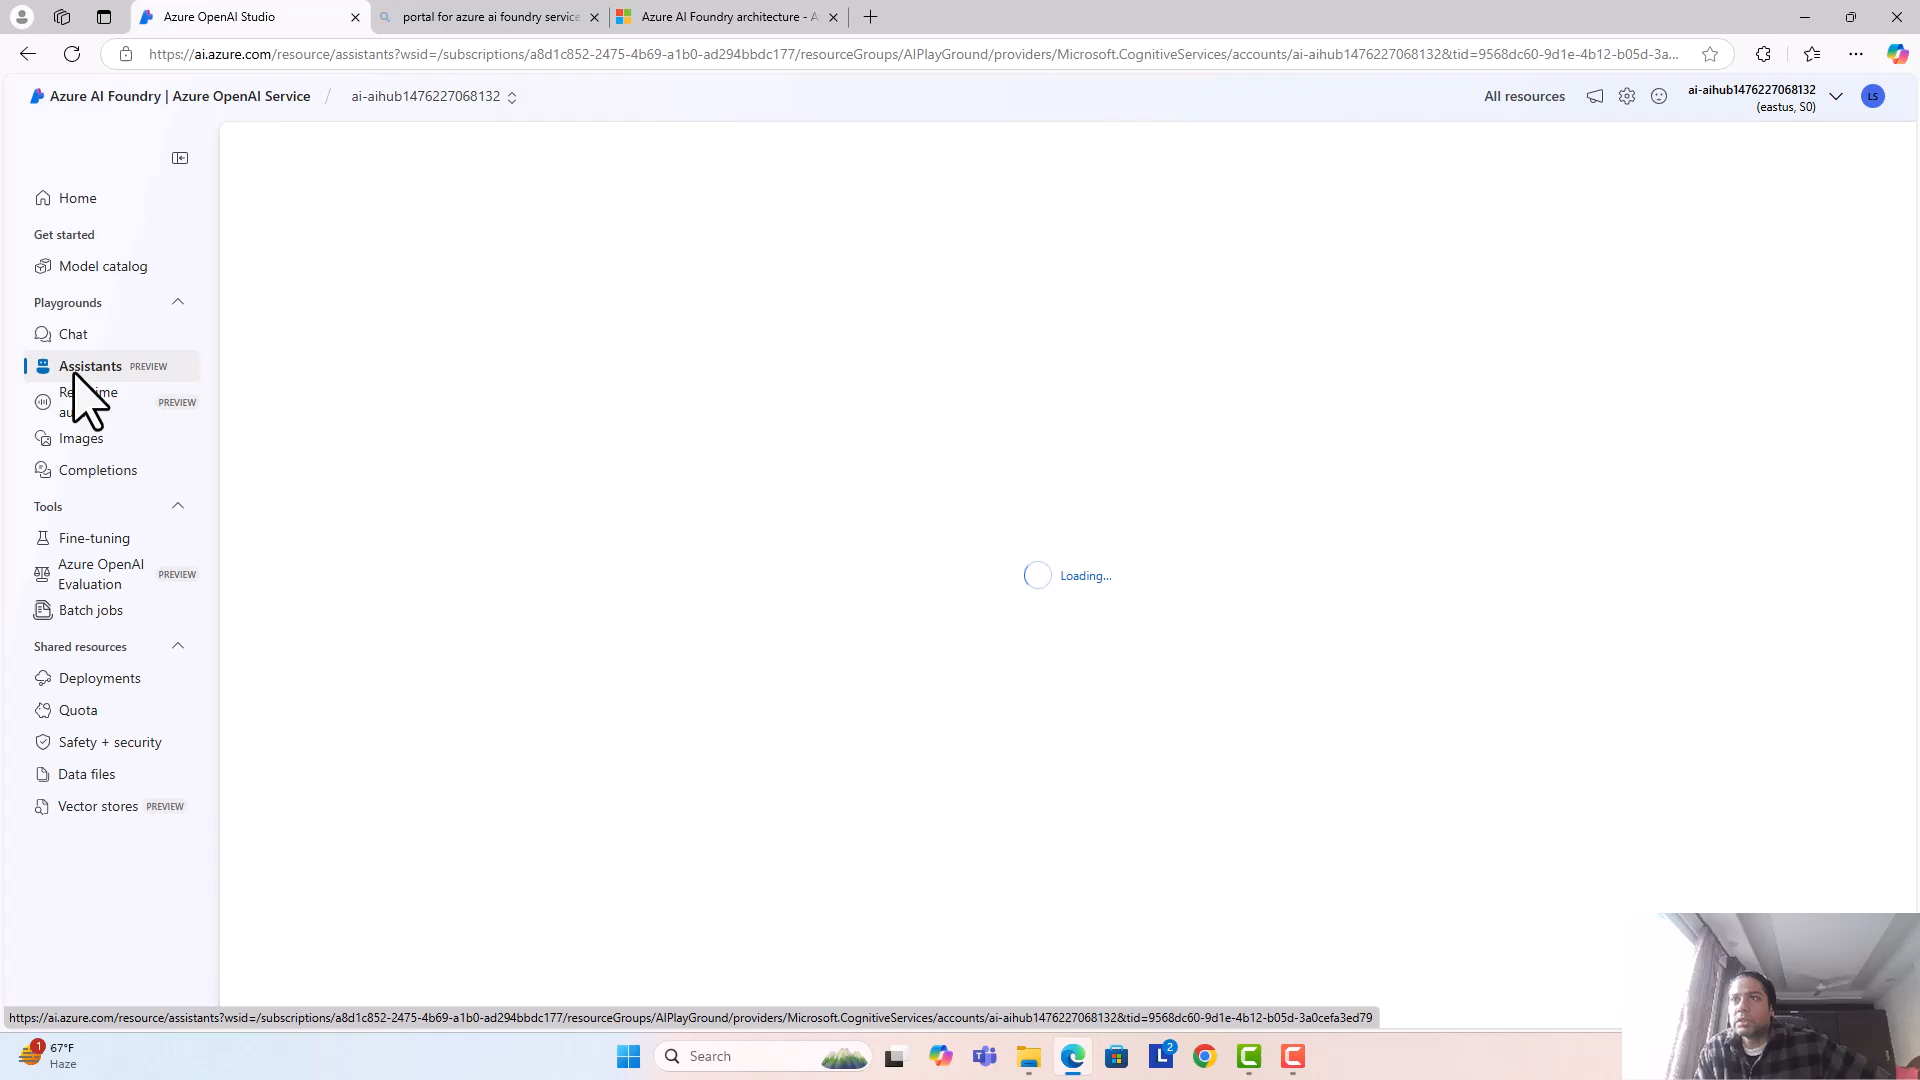 Azure OpenAI Studio
portal for azure ai foundry service
Azure AI Foundry architecture - A
https://ai.azure.com/resource/assistants?wsid=/subscriptions/a8d1c852-2475-4b69-a1b0-ad294bbdc177/resourceGroups/AIPlayGround/providers/Microsoft.CognitiveServices/accounts/ai-aihub1476227068132&tid=9568dc60-9d1e-4b12-b05d-3a...
Azure AI Foundry | Azure OpenAI Service / ai-aihub1476227068132
All resources
ai-aihub1476227068132
(eastus, S0)
LS
Home
Get started
Model catalog
Playgrounds
Chat
Assistants PREVIEW
PREVIEW
Images
Completions
Tools
Fine-tuning
Azure OpenAI
Evaluation
PREVIEW
Batch jobs
Shared resources
Deployments
Quota
Safety + security
Data files
Vector stores PREVIEW
Loading...
https://ai.azure.com/resource/assistants?wsid=/subscriptions/a8d1c852-2475-4b69-a1b0-ad294bbdc177/resourceGroups/AIPlayGround/providers/Microsoft.CognitiveServices/accounts/ai-aihub1476227068132&tid=9568dc60-9d1e-4b12-b05d-3a0cefa3ed79
1
67°F
Haze
Search
L
2